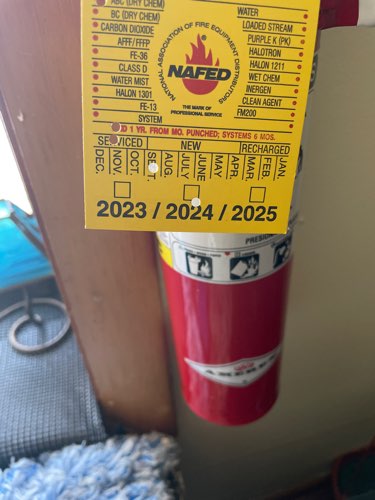 ABC (DRY CHEM)
BC (DRY CHEM)
CARBON DIOXIDE
AFFF / FFFP
FE-36
CLASS D
WATER MIST
HALON 1301
FE-13
SYSTEM
NATIONAL ASSOCIATION OF FIRE EQUIPMENT DISTRIBUTORS
NAFED
THE MARK OF
PROFESSIONAL SERVICE
WATER
LOADED STREAM
PURPLE K (PK)
HALOTRON
HALON 1211
WET CHEM
INERGEN
CLEAN AGENT
FM200
1 YR. FROM MO. PUNCHED; SYSTEMS 6 MOS.
SERVICED NEW RECHARGED
DEC. NOV. OCT. SEPT. AUG. JULY JUNE MAY APR. MAR. FEB. JAN.
2023 / 2024 / 2025
AMEREX